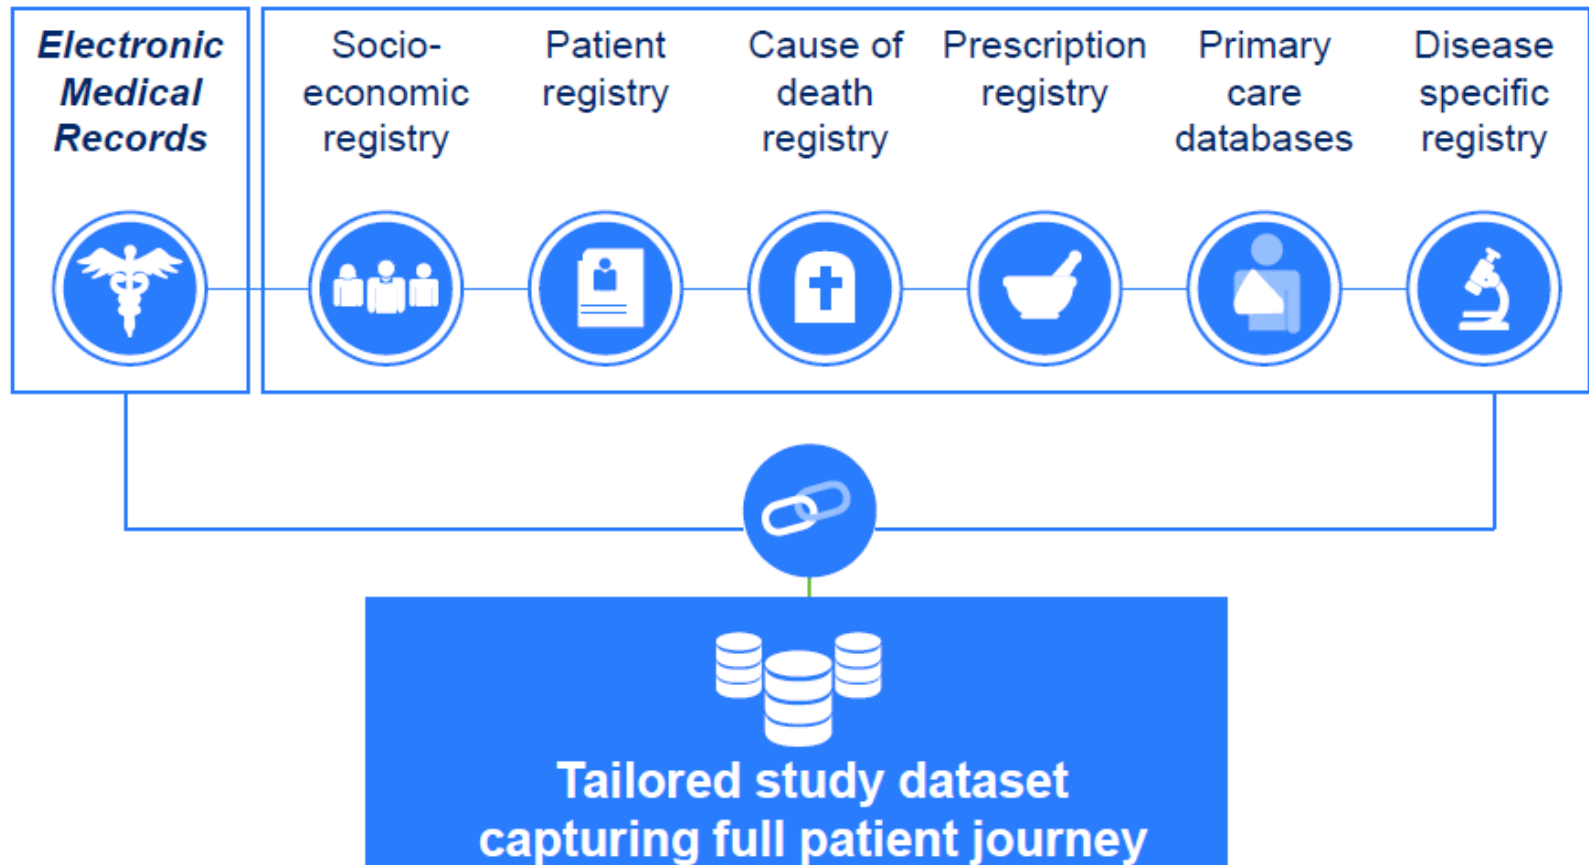 Electronic
Medical
Records
Socio-
economic
registry
Patient
registry
Cause of
death
registry
Prescription
registry
Primary
care
databases
Disease
specific
registry
Tailored study dataset
capturing full patient journey